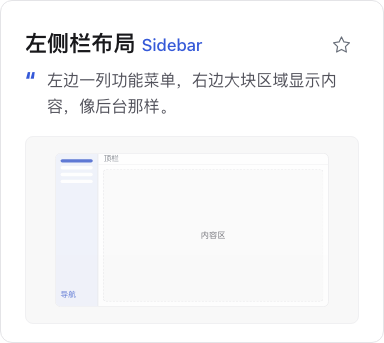 左侧栏布局 Sidebar
“ 左边一列功能菜单，右边大块区域显示内
容，像后台那样。
顶栏
内容区
导航